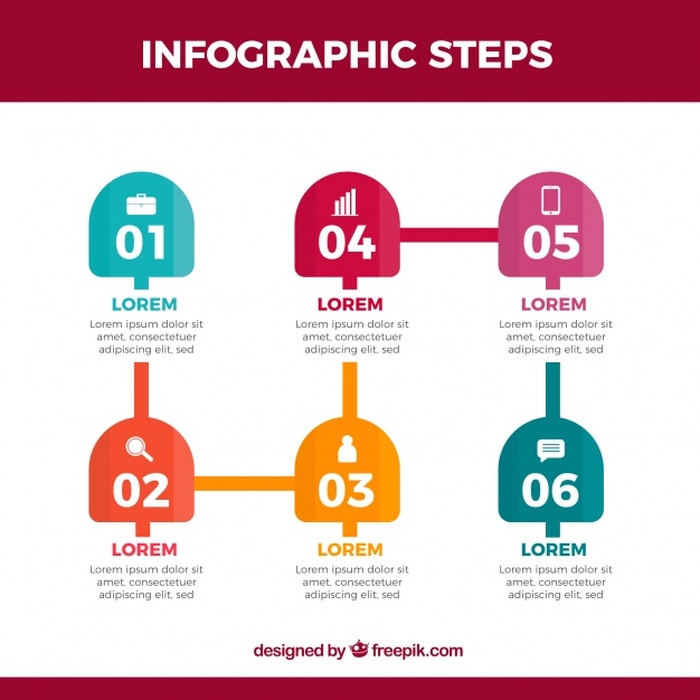 INFOGRAPHIC STEPS
01
LOREM
Lorem ipsum dolor sit
amet, consectetuer
adipiscing elit, sed
02
LOREM
Lorem ipsum dolor sit
amet, consectetuer
adipiscing elit, sed
03
LOREM
Lorem ipsum dolor sit
amet, consectetuer
adipiscing elit, sed
04
LOREM
Lorem ipsum dolor sit
amet, consectetuer
adipiscing elit, sed
05
LOREM
Lorem ipsum dolor sit
amet, consectetuer
adipiscing elit, sed
06
LOREM
Lorem ipsum dolor sit
amet, consectetuer
adipiscing elit, sed
designed by freepik.com